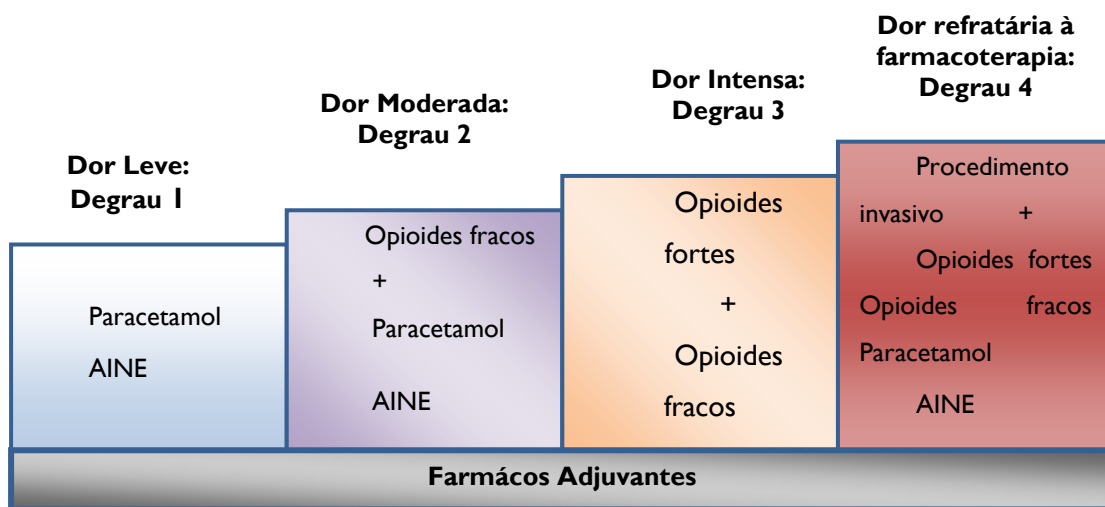 Dor Leve:
Degrau 1
Paracetamol
AINE
Dor Moderada:
Degrau 2
Opioides fracos
+
Paracetamol
AINE
Dor Intensa:
Degrau 3
Opioides
fortes
+
Opioides
fracos
Dor refratária à
farmacoterapia:
Degrau 4
Procedimento
invasivo +
Opioides fortes
Opioides fracos
Paracetamol
AINE
Farmácos Adjuvantes